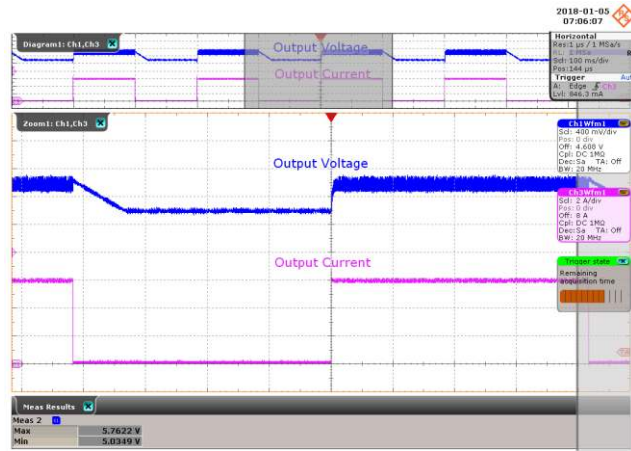 2018-01-05
07:06:07
Diagram1: Ch1,Ch3
Output Voltage
Output Current
Horizontal
Res:1 µs / 1 MSa/s
Scl: 100 ms/div
Pos:144 µs
Trigger
Aut
A: Edge Ch3
Lvl: 846.3 mA
Zoom1: Ch1,Ch3
Output Voltage
Output Current
Ch1Wfm1
Scl: 400 mV/div
Pos: 0 div
Off: 4.600 V
Cpl: DC 1MΩ
Dec:Sa TA: Off
BW: 20 MHz
Ch3Wfm1
Scl: 2 A/div
Pos: 0 div
Off: 8 A
Cpl: DC 1MΩ
Dec:Sa TA: Off
BW: 20 MHz
Trigger state
Remaining
acquisition time
Meas Results
Meas 2
Max 5.7622 V
Min 5.0349 V